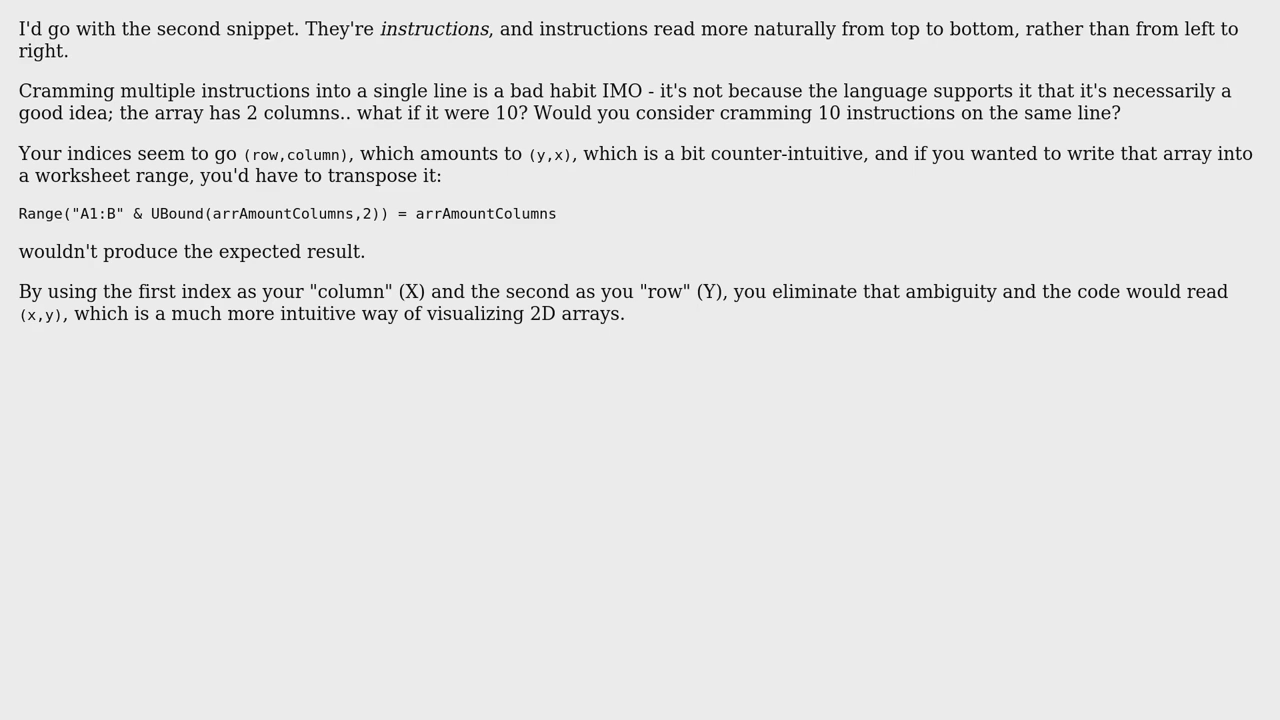 I'd go with the second snippet. They're instructions, and instructions read more naturally from top to bottom, rather than from left to
right.
Cramming multiple instructions into a single line is a bad habit IMO - it's not because the language supports it that it's necessarily a
good idea; the array has 2 columns.. what if it were 10? Would you consider cramming 10 instructions on the same line?
Your indices seem to go (row,column), which amounts to (y,x), which is a bit counter-intuitive, and if you wanted to write that array into
a worksheet range, you'd have to transpose it:
Range("A1:B" & UBound(arrAmountColumns,2)) = arrAmountColumns
wouldn't produce the expected result.
By using the first index as your "column" (X) and the second as you "row" (Y), you eliminate that ambiguity and the code would read
(x,y), which is a much more intuitive way of visualizing 2D arrays.